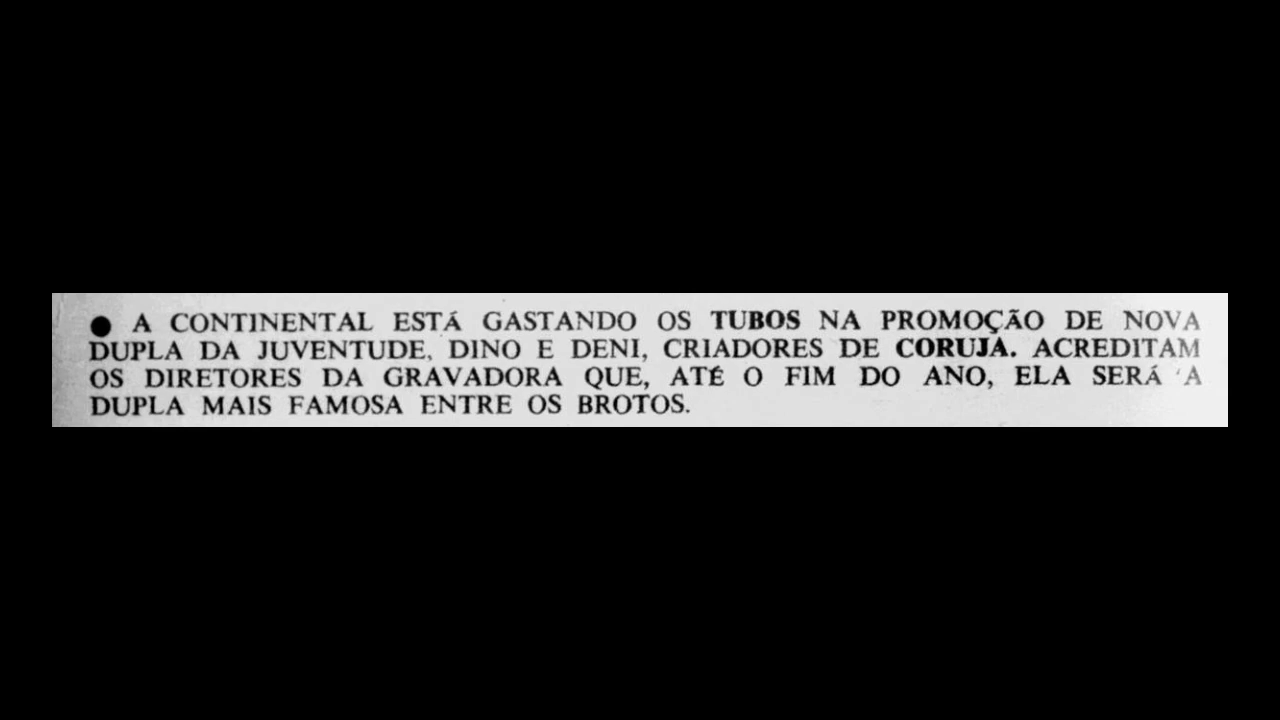 ● A CONTINENTAL ESTÁ GASTANDO OS TUBOS NA PROMOÇÃO DE NOVA
DUPLA DA JUVENTUDE, DINO E DENI, CRIADORES DE CORUJA. ACREDITAM
OS DIRETORES DA GRAVADORA QUE, ATÉ O FIM DO ANO, ELA SERÁ A
DUPLA MAIS FAMOSA ENTRE OS BROTOS.